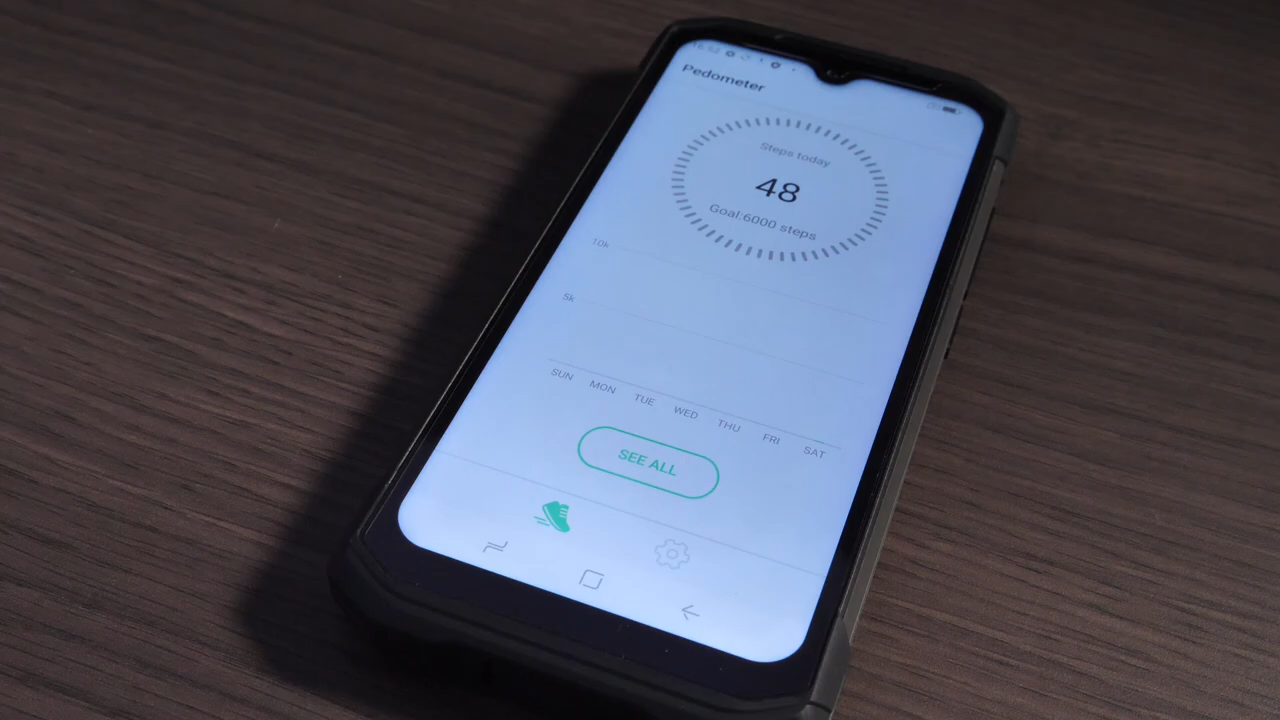 Pedometer
Steps today
48
Goal:6000 steps
10k
5k
SUN MON TUE WED THU FRI SAT
SEE ALL